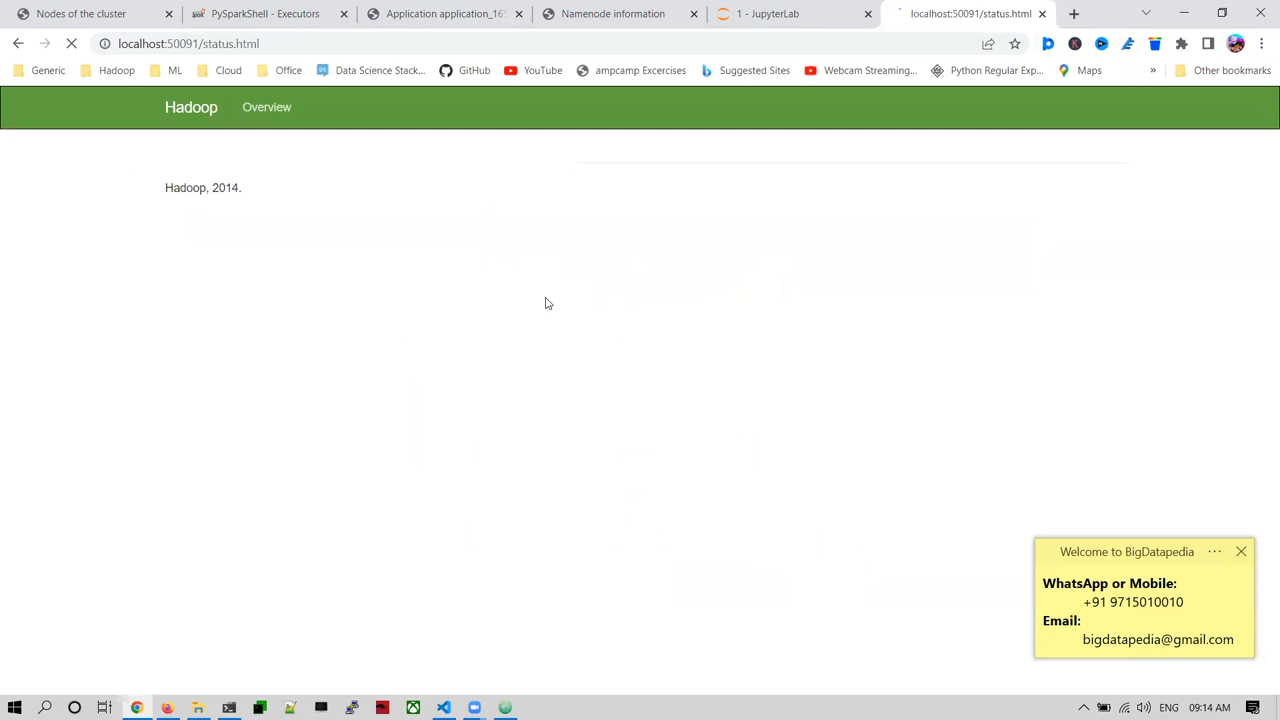 Nodes of the cluster
PySparkShell - Executors
Application application_165
Namenode information
1 - JupyterLab
localhost:50091/status.html
localhost:50091/status.html
Generic
Hadoop
ML
Cloud
Office
Data Science Stack...
GitHub
YouTube
ampcamp Excercises
Suggested Sites
Webcam Streaming...
Python Regular Exp...
Maps
»
Other bookmarks
Hadoop
Overview
Hadoop, 2014.
Welcome to BigDatapedia
WhatsApp or Mobile:
+91 9715010010
Email:
bigdatapedia@gmail.com
ENG
09:14 AM